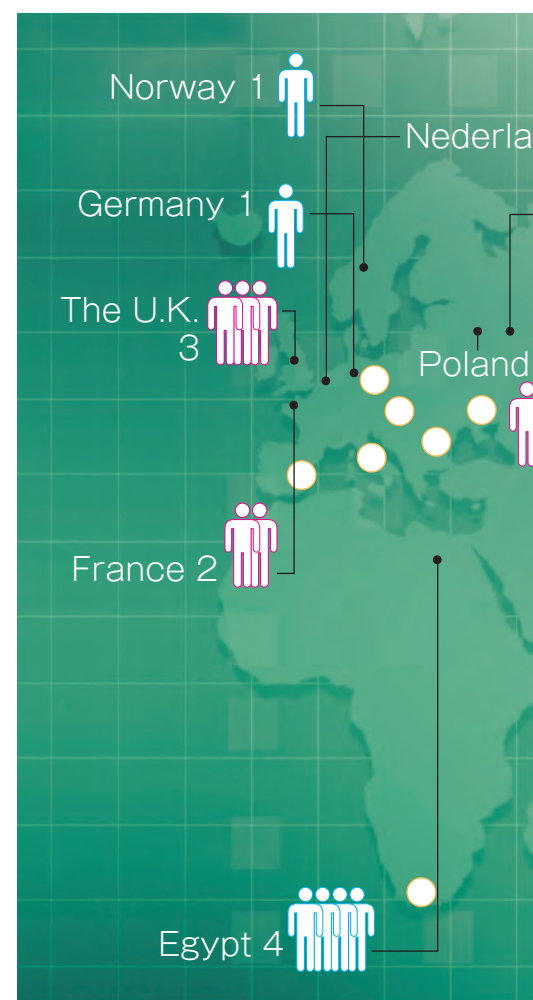 Norway 1
Nederla
Germany 1
The U.K.
3
Poland
France 2
Egypt 4